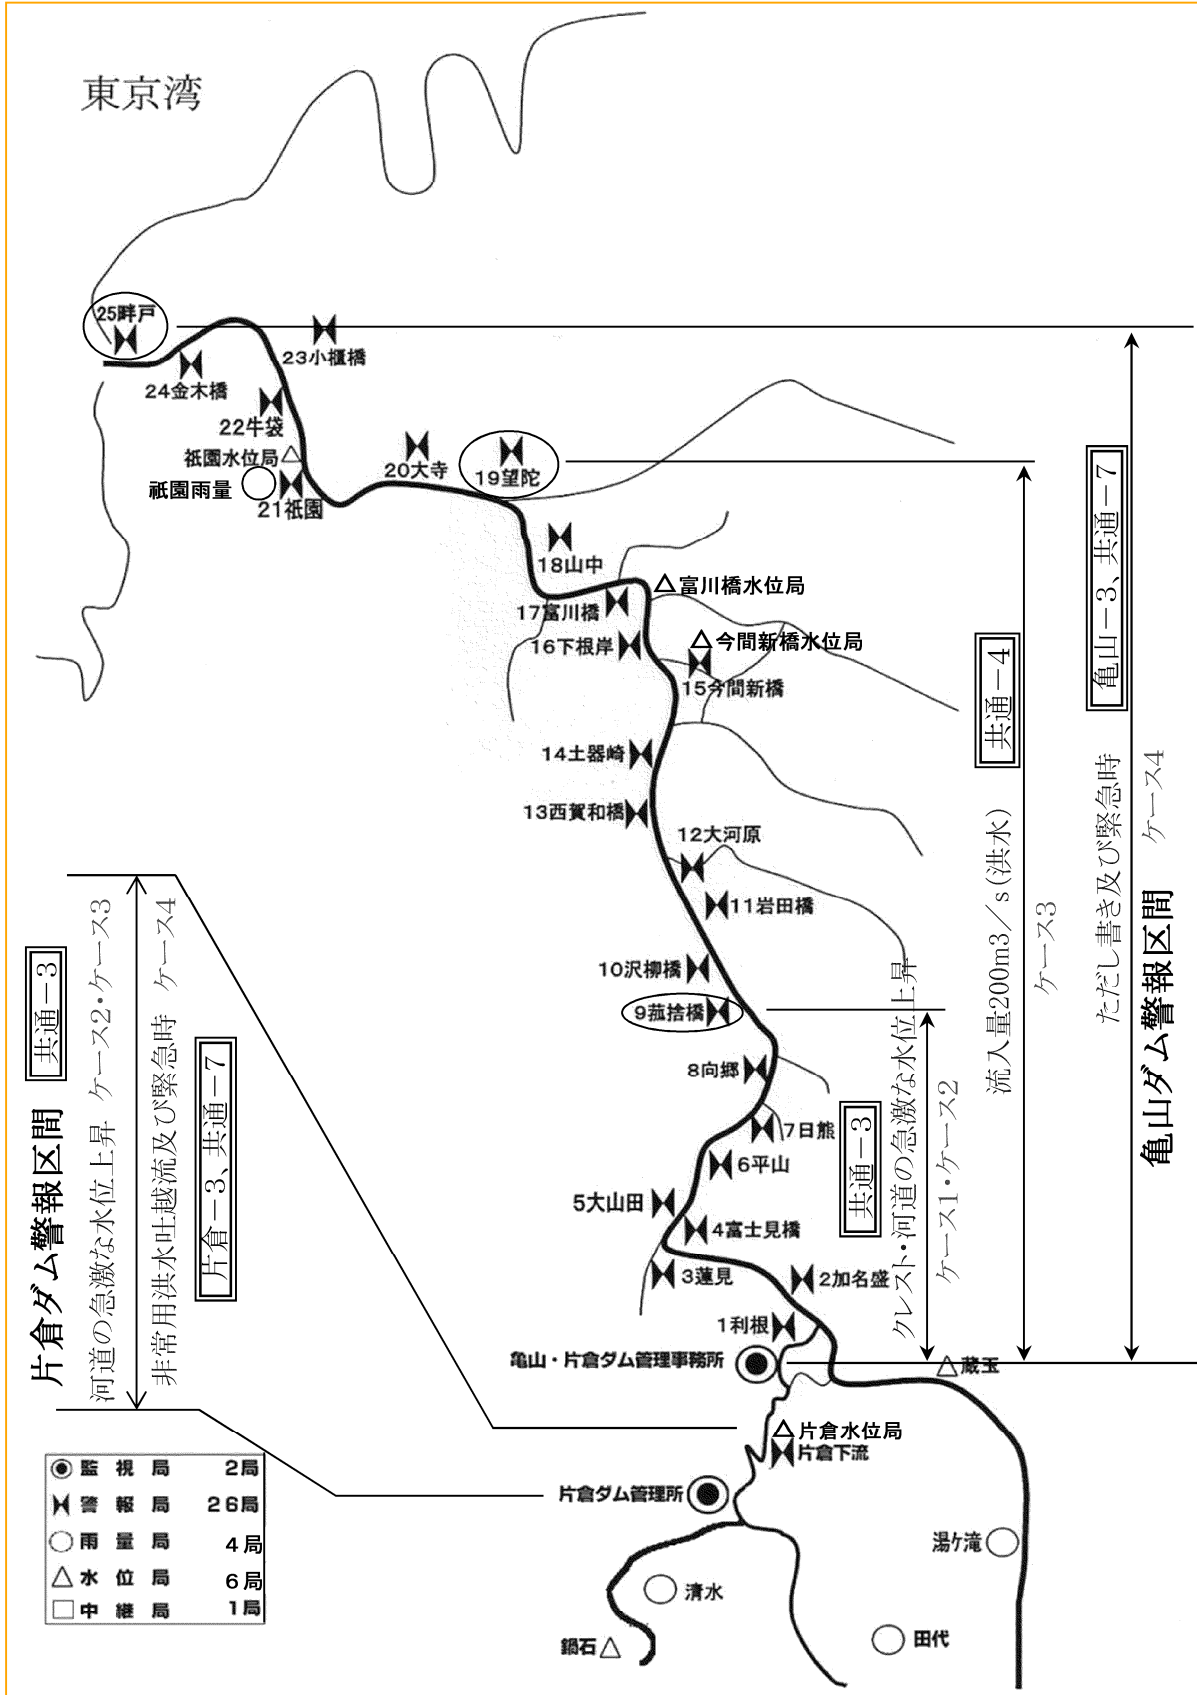 東京湾
25畔戸
24金木橋
23小櫃橋
22牛袋
祇園水位局
祇園雨量
21祇園
20大寺
19望陀
18山中
17富川橋
富川橋水位局
16下根岸
今間新橋水位局
15今間新橋
14土器崎
13西賀和橋
12大河原
11岩田橋
10沢柳橋
9菰捨橋
8向郷
7日熊
6平山
5大山田
4富士見橋
3蓮見
2加名盛
1利根
亀山・片倉ダム管理事務所
蔵玉
片倉水位局
片倉下流
片倉ダム管理所
湯ケ滝
清水
田代
鍋石
片倉ダム警報区間
共通-3
河道の急激な水位上昇 ケース2・ケース3
非常用洪水吐越流及び緊急時 ケース4
片倉-3、共通-7
共通-3
クレスト・河道の急激な水位上昇
ケース1・ケース2
共通-4
流入量200m3/s(洪水)
ケース3
亀山-3、共通-7
ただし書き及び緊急時
ケース4
亀山ダム警報区間
監視局 2局
警報局 26局
雨量局 4局
水位局 6局
中継局 1局